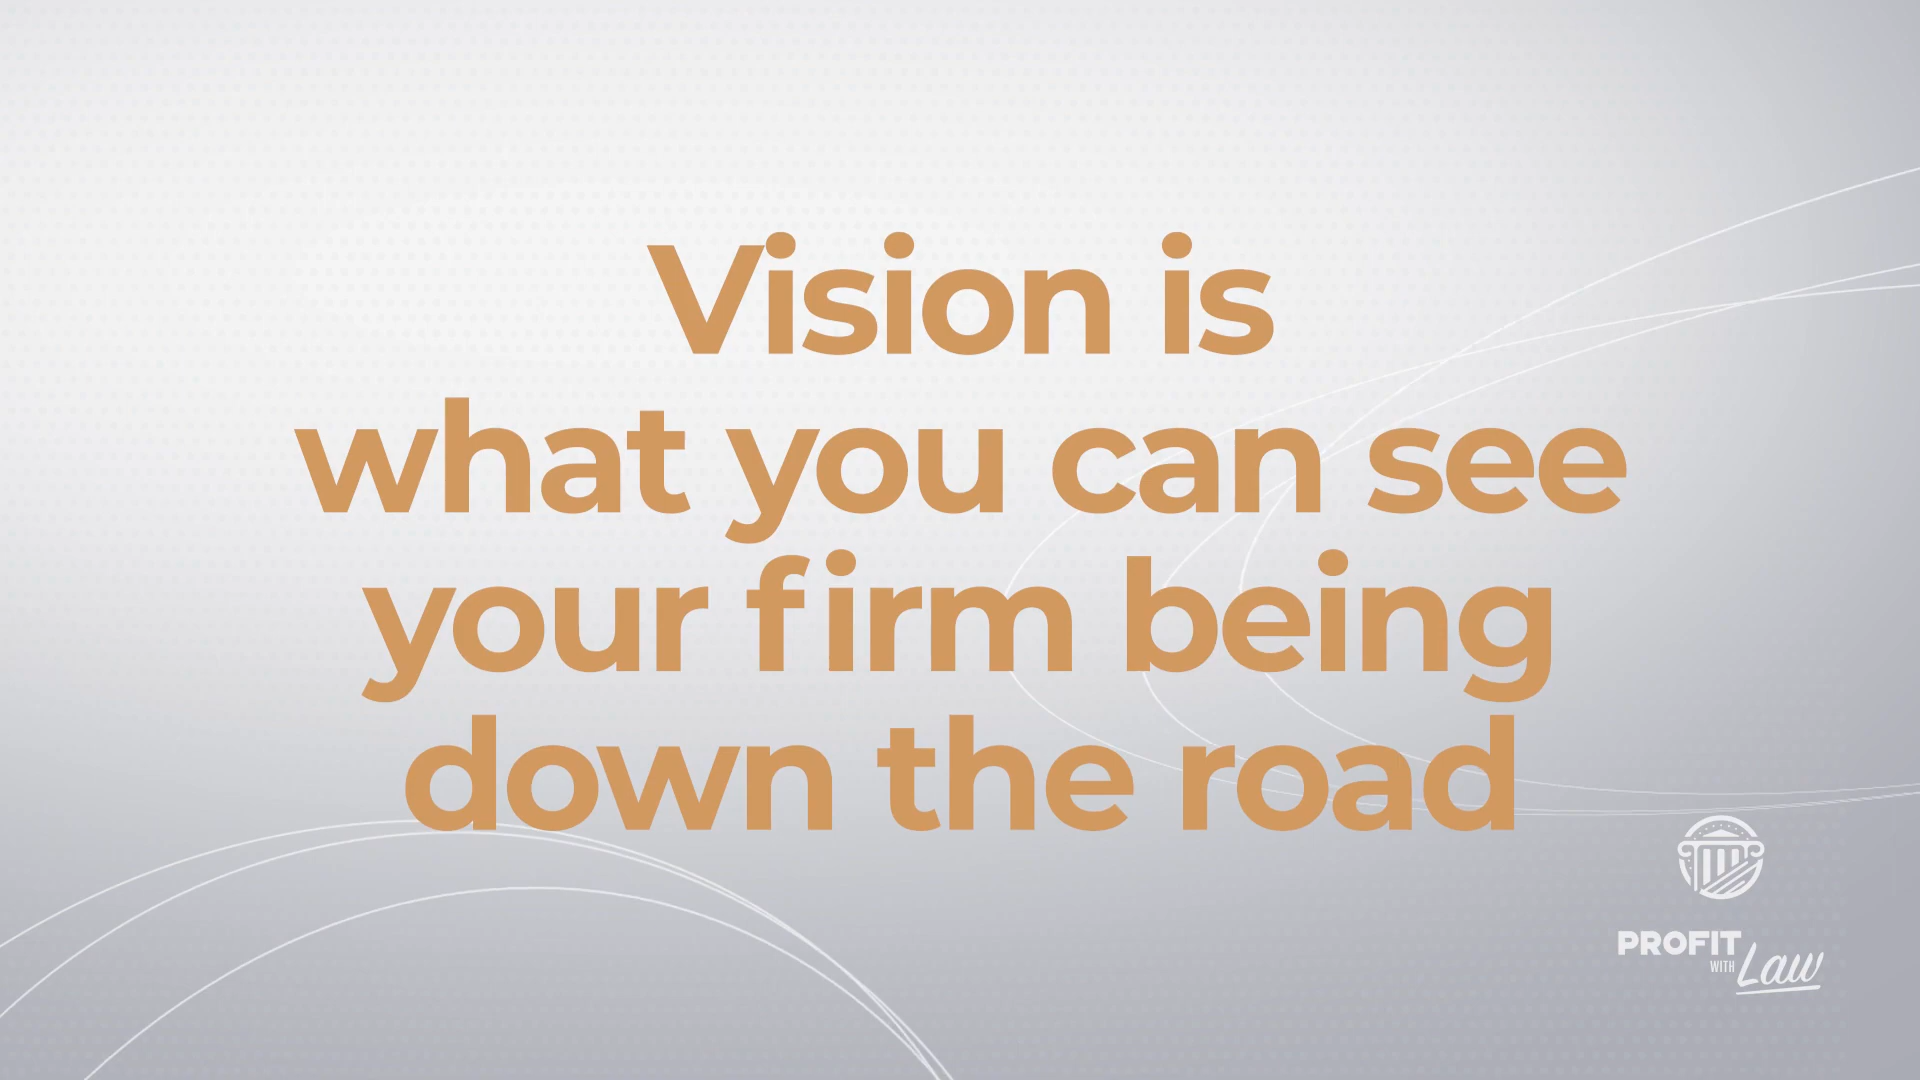 Vision is
what you can see
your firm being
down the road
PROFIT
WITH Law